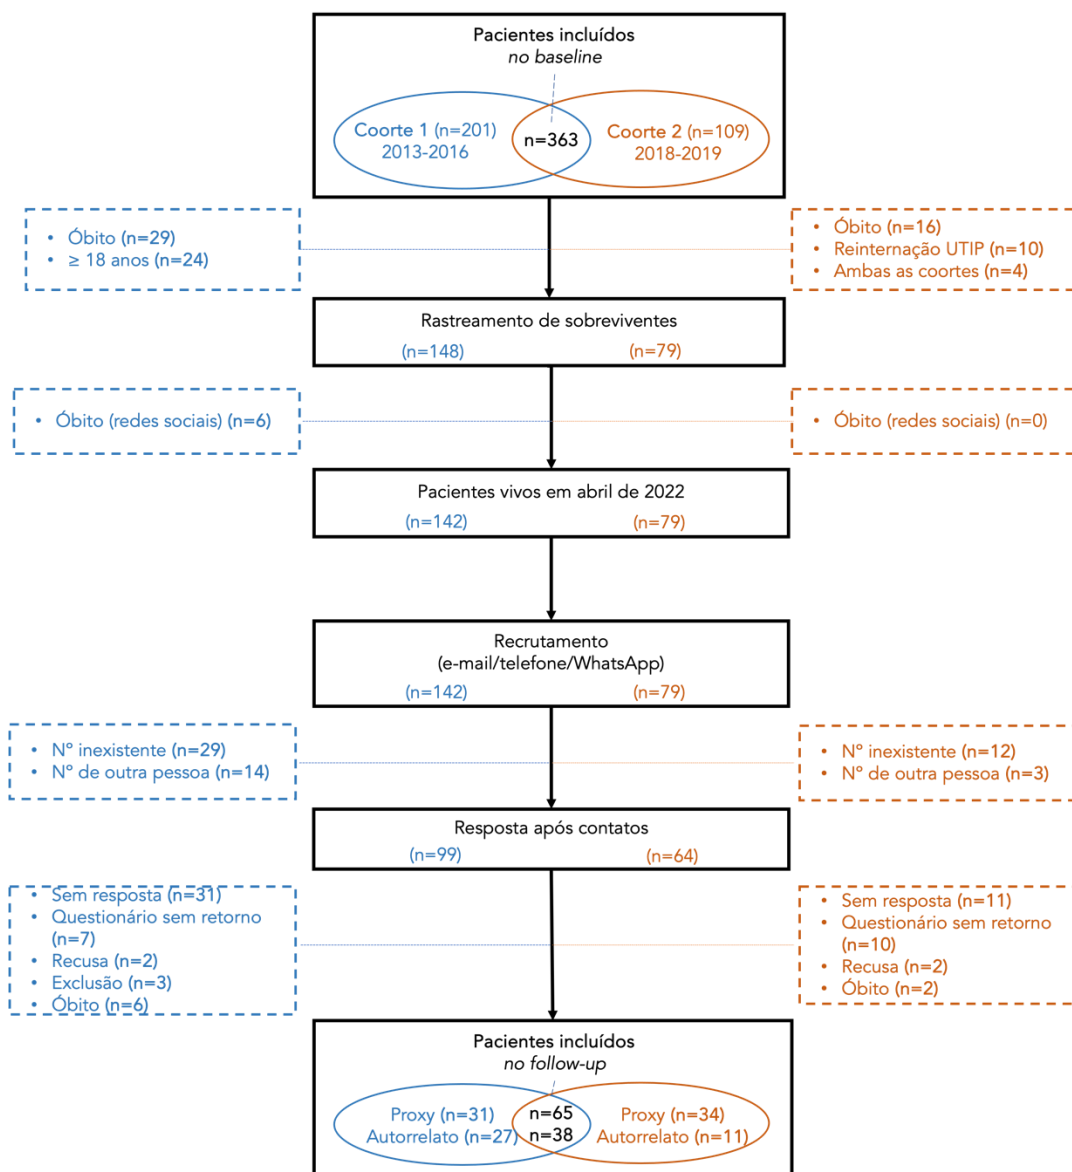 Pacientes incluídos
no baseline
Coorte 1 (n=201)
2013-2016
n=363
Coorte 2 (n=109)
2018-2019
• Óbito (n=29)
• ≥ 18 anos (n=24)
• Óbito (n=16)
• Reinternação UTIP (n=10)
• Ambas as coortes (n=4)
Rastreamento de sobreviventes
(n=148) (n=79)
• Óbito (redes sociais) (n=6)
• Óbito (redes sociais) (n=0)
Pacientes vivos em abril de 2022
(n=142) (n=79)
Recrutamento
(e-mail/telefone/WhatsApp)
(n=142) (n=79)
• Nº inexistente (n=29)
• Nº de outra pessoa (n=14)
• Nº inexistente (n=12)
• Nº de outra pessoa (n=3)
Resposta após contatos
(n=99) (n=64)
• Sem resposta (n=31)
• Questionário sem retorno
(n=7)
• Recusa (n=2)
• Exclusão (n=3)
• Óbito (n=6)
• Sem resposta (n=11)
• Questionário sem retorno
(n=10)
• Recusa (n=2)
• Óbito (n=2)
Pacientes incluídos
no follow-up
Proxy (n=31) n=65 Proxy (n=34)
Autorrelato (n=27) n=38 Autorrelato (n=11)